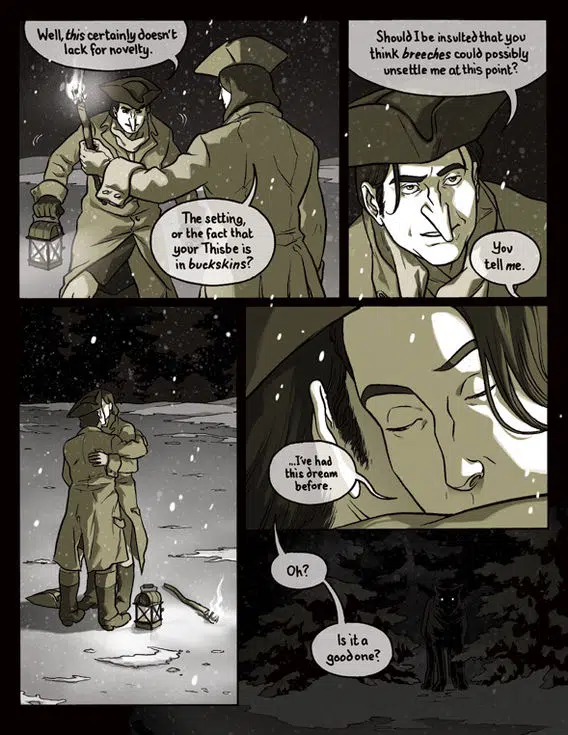 Well, this certainly doesn't
lack for novelty.
The setting,
or the fact that
your Thisbe is
in buckskins?
Should I be insulted that you
think breeches could possibly
unsettle me at this point?
You
tell me.
...I've had
this dream
before.
Oh?
Is it a
good one?